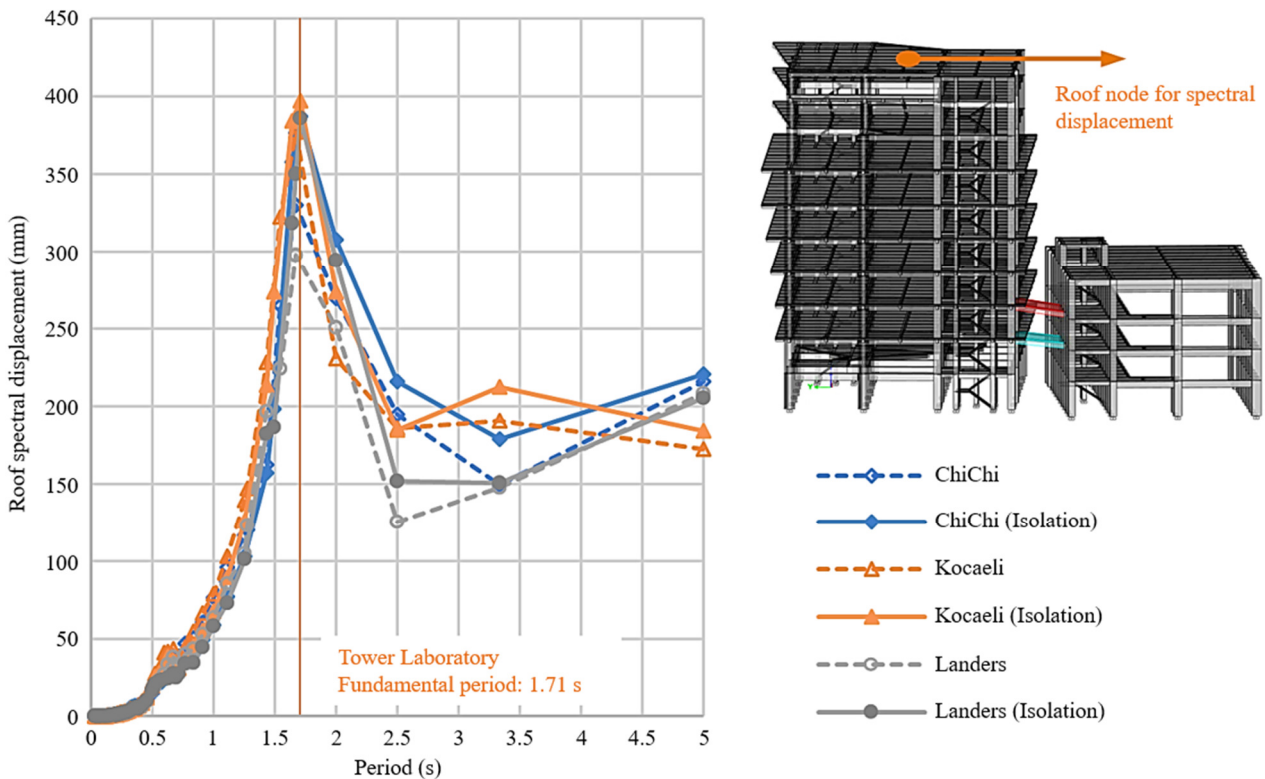 450
400
350
300
250
200
150
100
50
0
Roof spectral displacement (mm)
0 0.5 1 1.5 2 2.5 3 3.5 4 4.5 5
Period (s)
Tower Laboratory
Fundamental period: 1.71 s
Roof node for spectral
displacement
Y
ChiChi
ChiChi (Isolation)
Kocaeli
Kocaeli (Isolation)
Landers
Landers (Isolation)